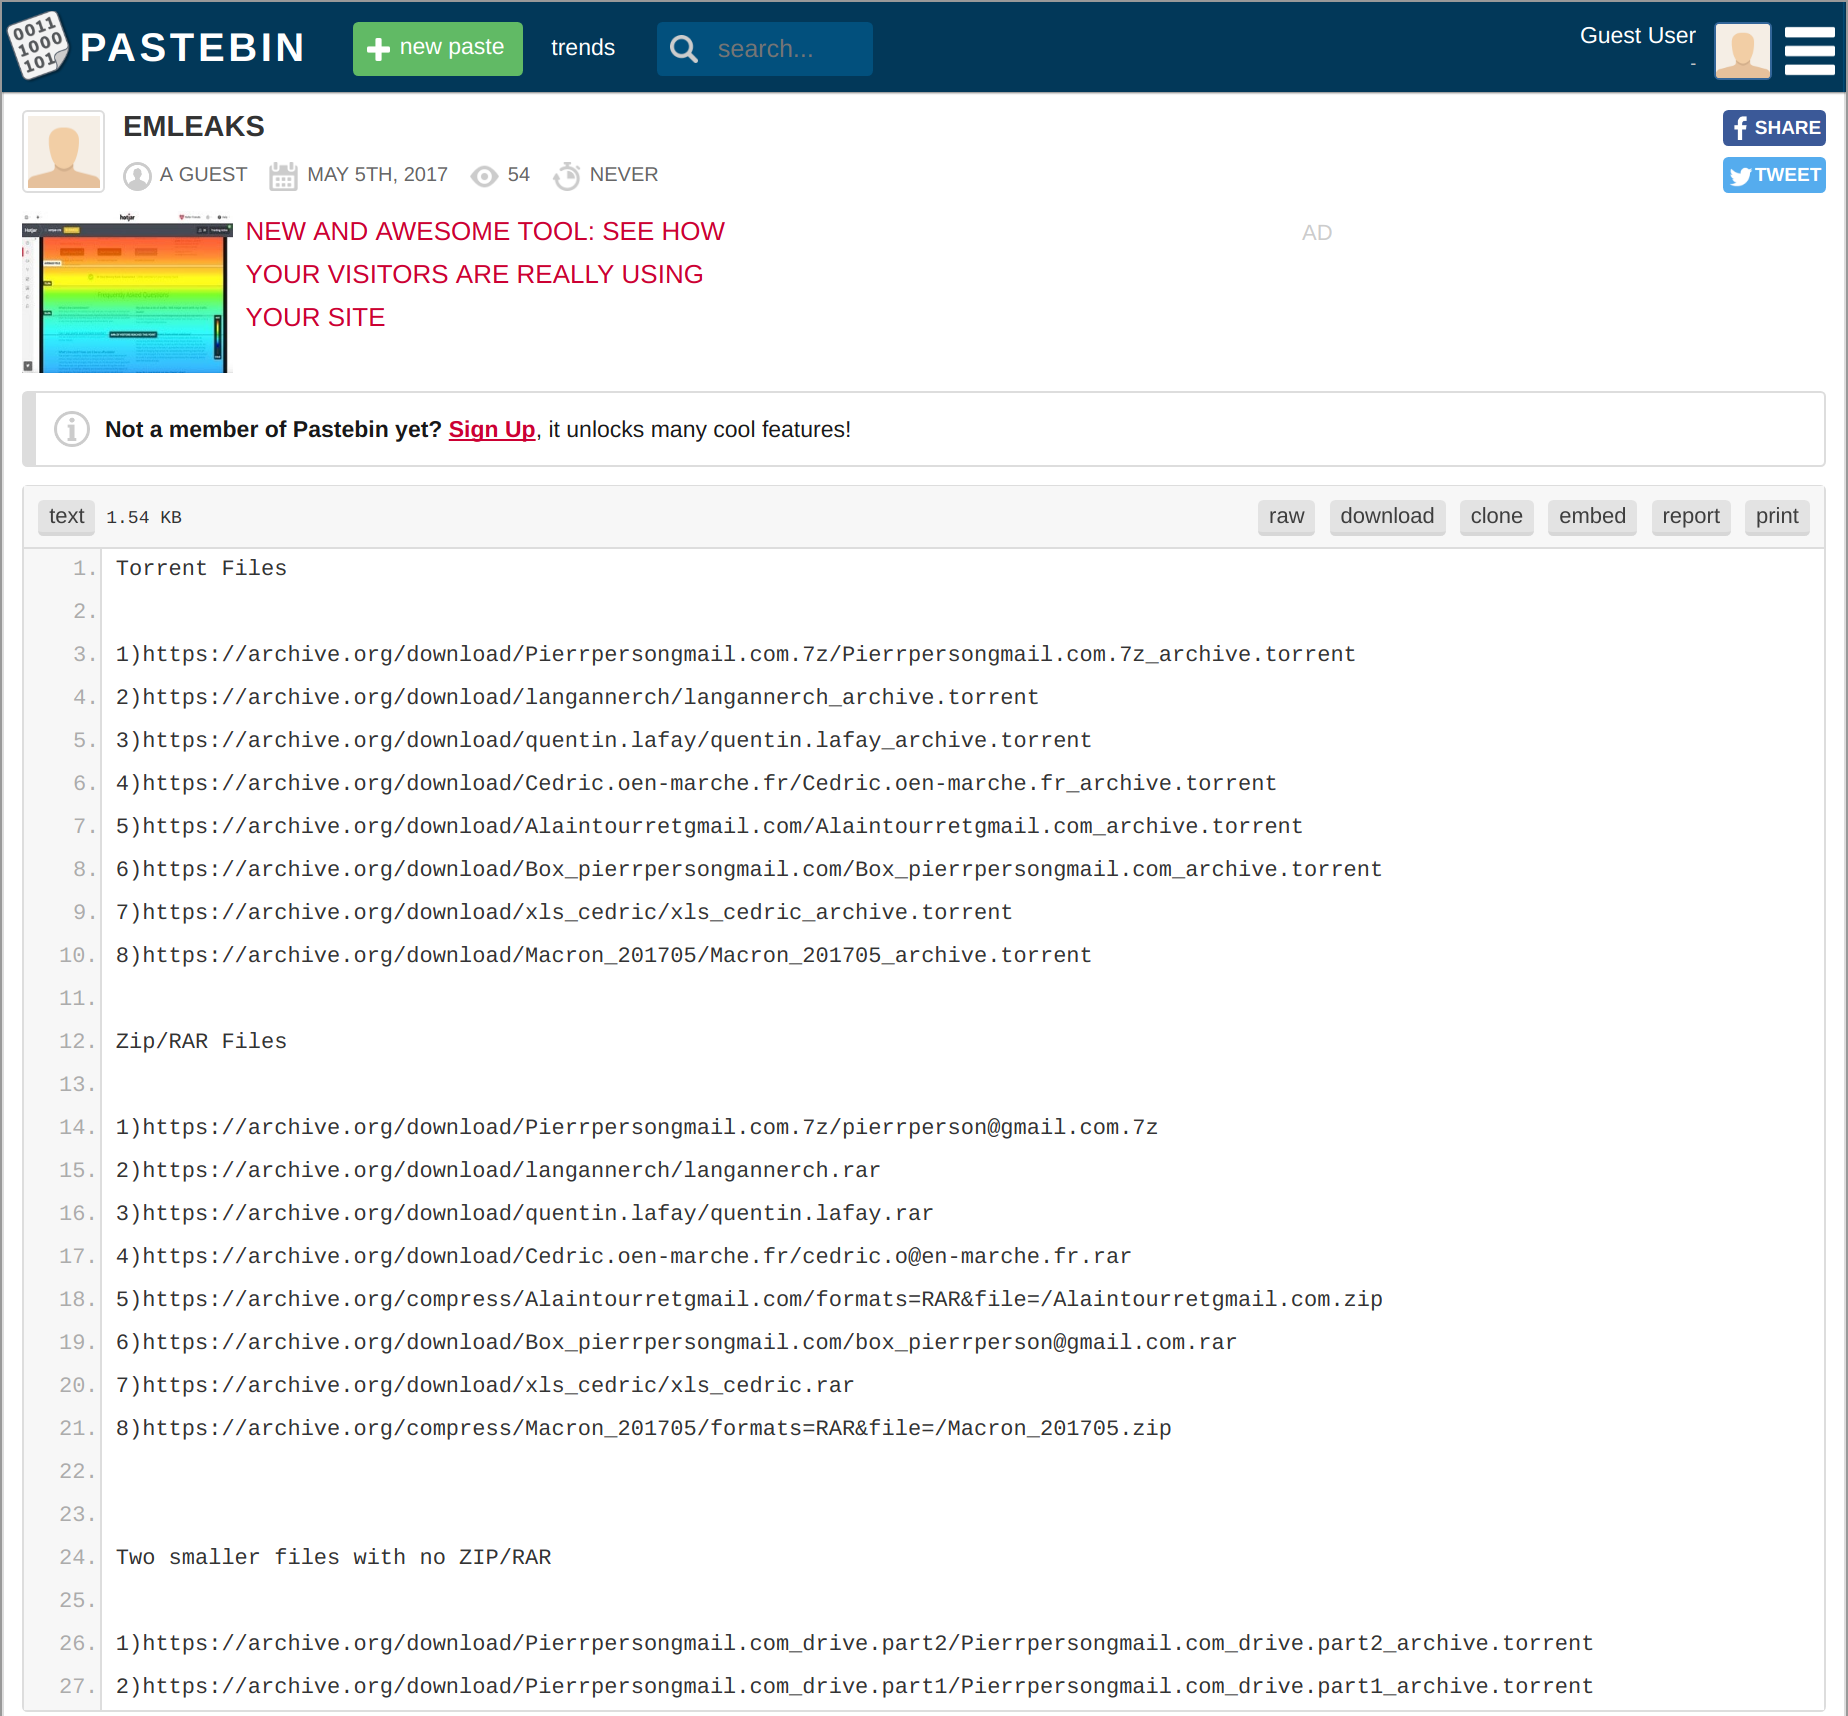 0011
1000
101
PASTEBIN
new paste
trends
search...
Guest User
-
EMLEAKS
A GUEST
MAY 5TH, 2017
54
NEVER
SHARE
TWEET
hotjar
NEW AND AWESOME TOOL: SEE HOW
YOUR VISITORS ARE REALLY USING
YOUR SITE
AD
Not a member of Pastebin yet? Sign Up, it unlocks many cool features!
text 1.54 KB raw download clone embed report print
1. Torrent Files
2.
3. 1)https://archive.org/download/Pierrpersongmail.com.7z/Pierrpersongmail.com.7z_archive.torrent
4. 2)https://archive.org/download/langannerch/langannerch_archive.torrent
5. 3)https://archive.org/download/quentin.lafay/quentin.lafay_archive.torrent
6. 4)https://archive.org/download/Cedric.oen-marche.fr/Cedric.oen-marche.fr_archive.torrent
7. 5)https://archive.org/download/Alaintourretgmail.com/Alaintourretgmail.com_archive.torrent
8. 6)https://archive.org/download/Box_pierrpersongmail.com/Box_pierrpersongmail.com_archive.torrent
9. 7)https://archive.org/download/xls_cedric/xls_cedric_archive.torrent
10. 8)https://archive.org/download/Macron_201705/Macron_201705_archive.torrent
11.
12. Zip/RAR Files
13.
14. 1)https://archive.org/download/Pierrpersongmail.com.7z/pierrperson@gmail.com.7z
15. 2)https://archive.org/download/langannerch/langannerch.rar
16. 3)https://archive.org/download/quentin.lafay/quentin.lafay.rar
17. 4)https://archive.org/download/Cedric.oen-marche.fr/cedric.o@en-marche.fr.rar
18. 5)https://archive.org/compress/Alaintourretgmail.com/formats=RAR&file=/Alaintourretgmail.com.zip
19. 6)https://archive.org/download/Box_pierrpersongmail.com/box_pierrperson@gmail.com.rar
20. 7)https://archive.org/download/xls_cedric/xls_cedric.rar
21. 8)https://archive.org/compress/Macron_201705/formats=RAR&file=/Macron_201705.zip
22.
23.
24. Two smaller files with no ZIP/RAR
25.
26. 1)https://archive.org/download/Pierrpersongmail.com_drive.part2/Pierrpersongmail.com_drive.part2_archive.torrent
27. 2)https://archive.org/download/Pierrpersongmail.com_drive.part1/Pierrpersongmail.com_drive.part1_archive.torrent